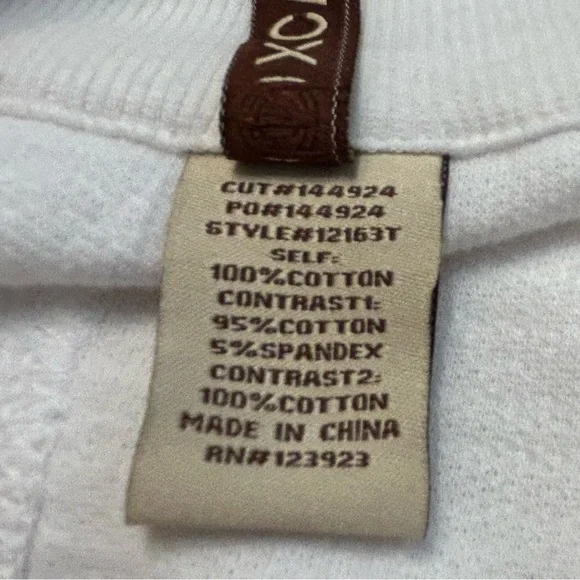 CUT#144924
PO#144924
STYLE#12163T
SELF:
100%COTTON
CONTRAST1:
95%COTTON
5%SPANDEX
CONTRAST2:
100%COTTON
MADE IN CHINA
RN#123923